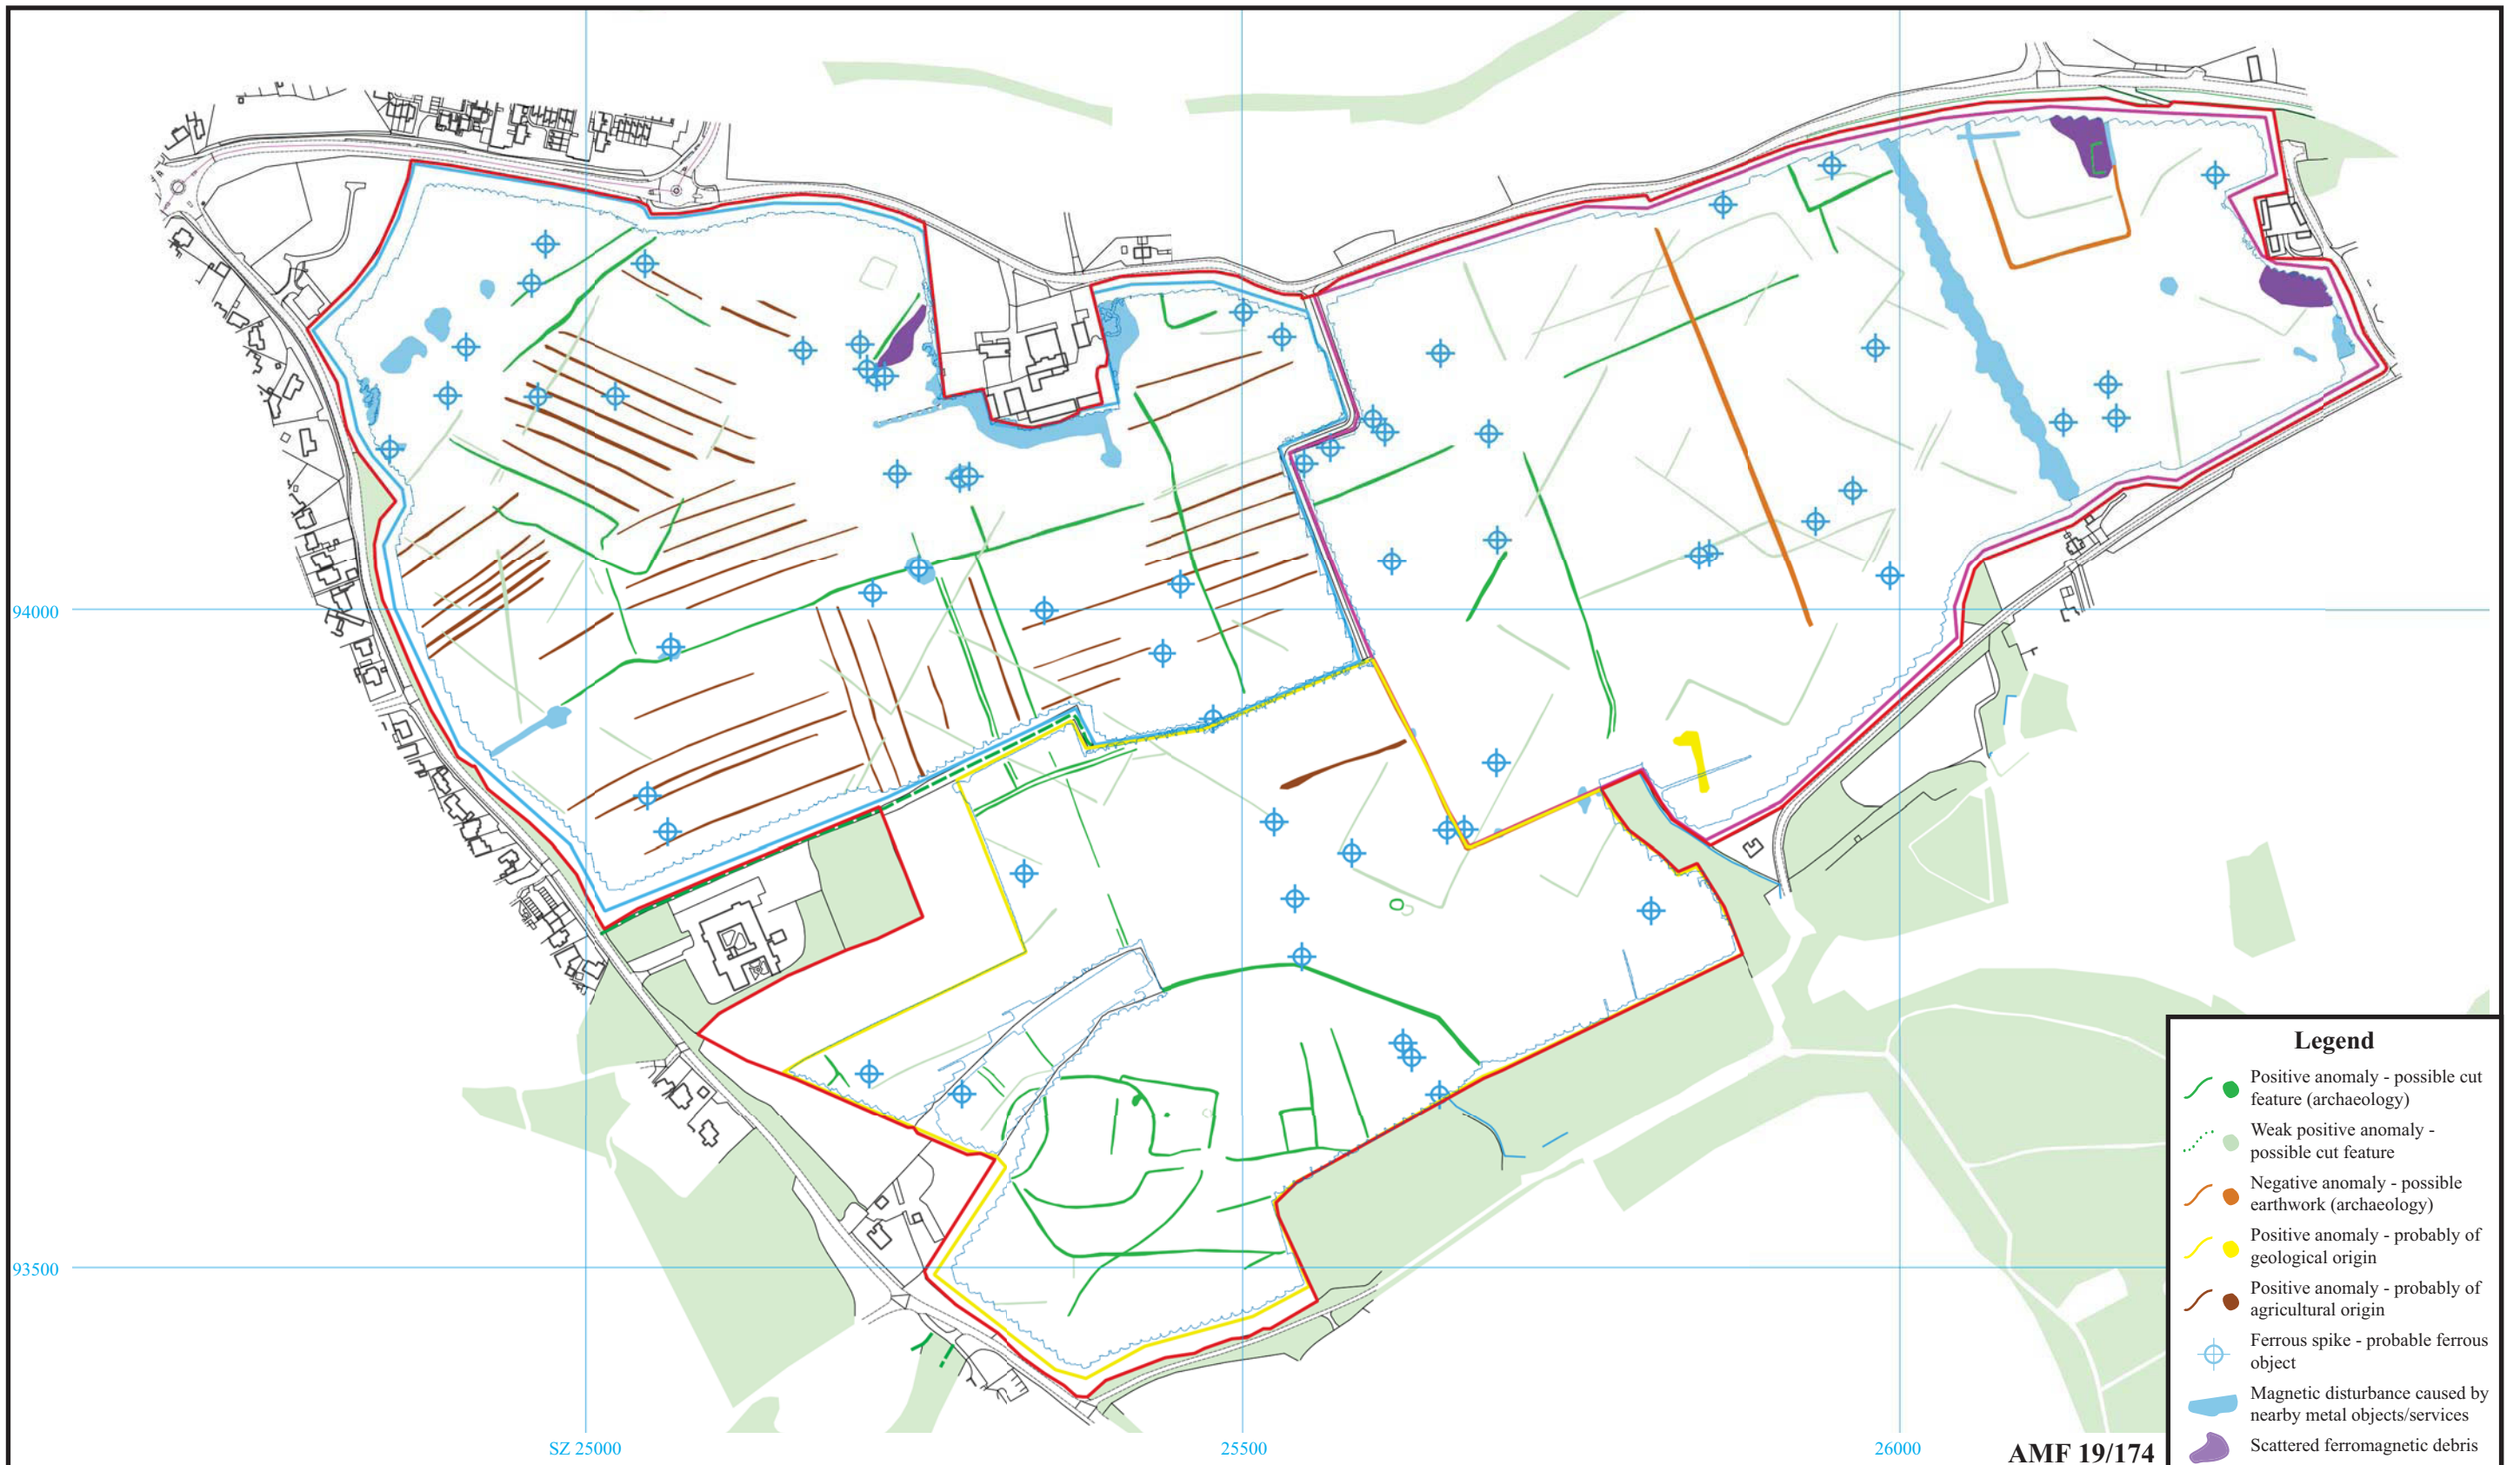 94000
93500
SZ 25000
25500
26000
AMF 19/174
Legend
Positive anomaly - possible cut
feature (archaeology)
Weak positive anomaly -
possible cut feature
Negative anomaly - possible
earthwork (archaeology)
Positive anomaly - probably of
geological origin
Positive anomaly - probably of
agricultural origin
Ferrous spike - probable ferrous
object
Magnetic disturbance caused by
nearby metal objects/services
Scattered ferromagnetic debris